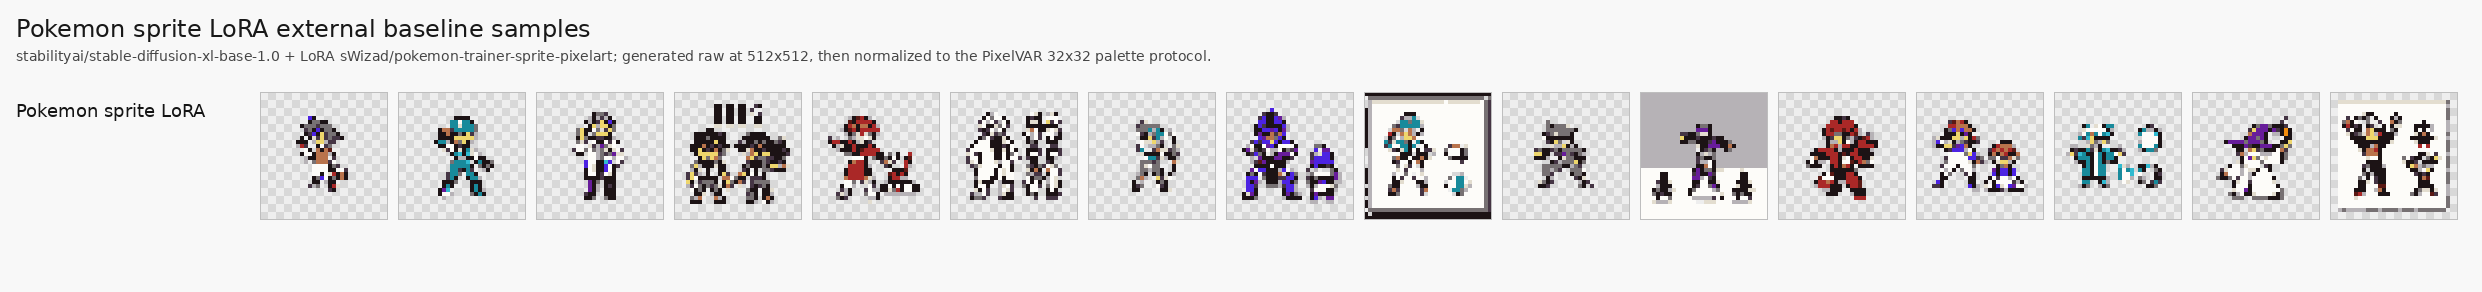 Pokemon sprite LoRA external baseline samples
stabilityai/stable-diffusion-xl-base-1.0 + LoRA sWizad/pokemon-trainer-sprite-pixelart; generated raw at 512x512, then normalized to the PixelVAR 32x32 palette protocol.
Pokemon sprite LoRA